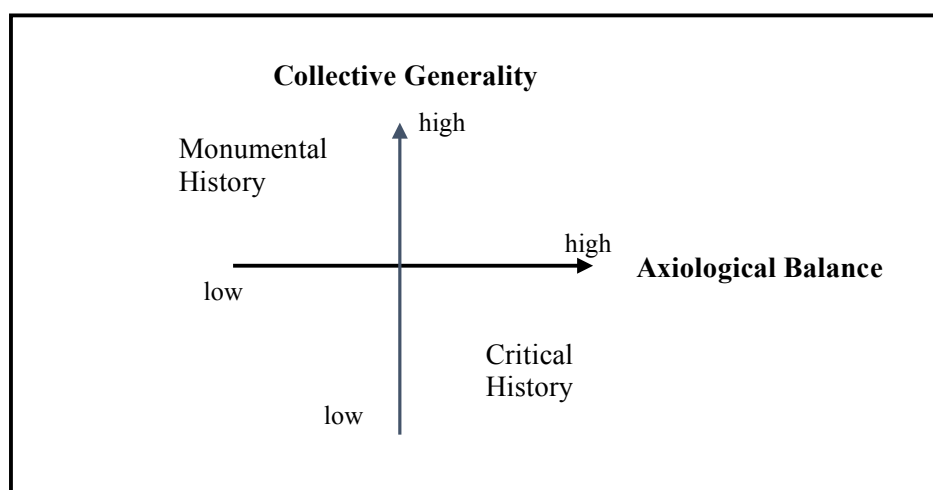 Collective Generality
high
Monumental
History
high
Axiological Balance
low
Critical
History
low